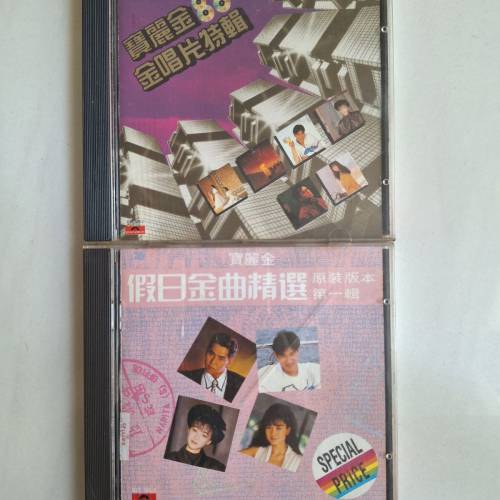 寶麗金88
金唱片特輯
寶麗金
假日金曲精選
原裝版本
第一輯
SPECIAL
PRICE